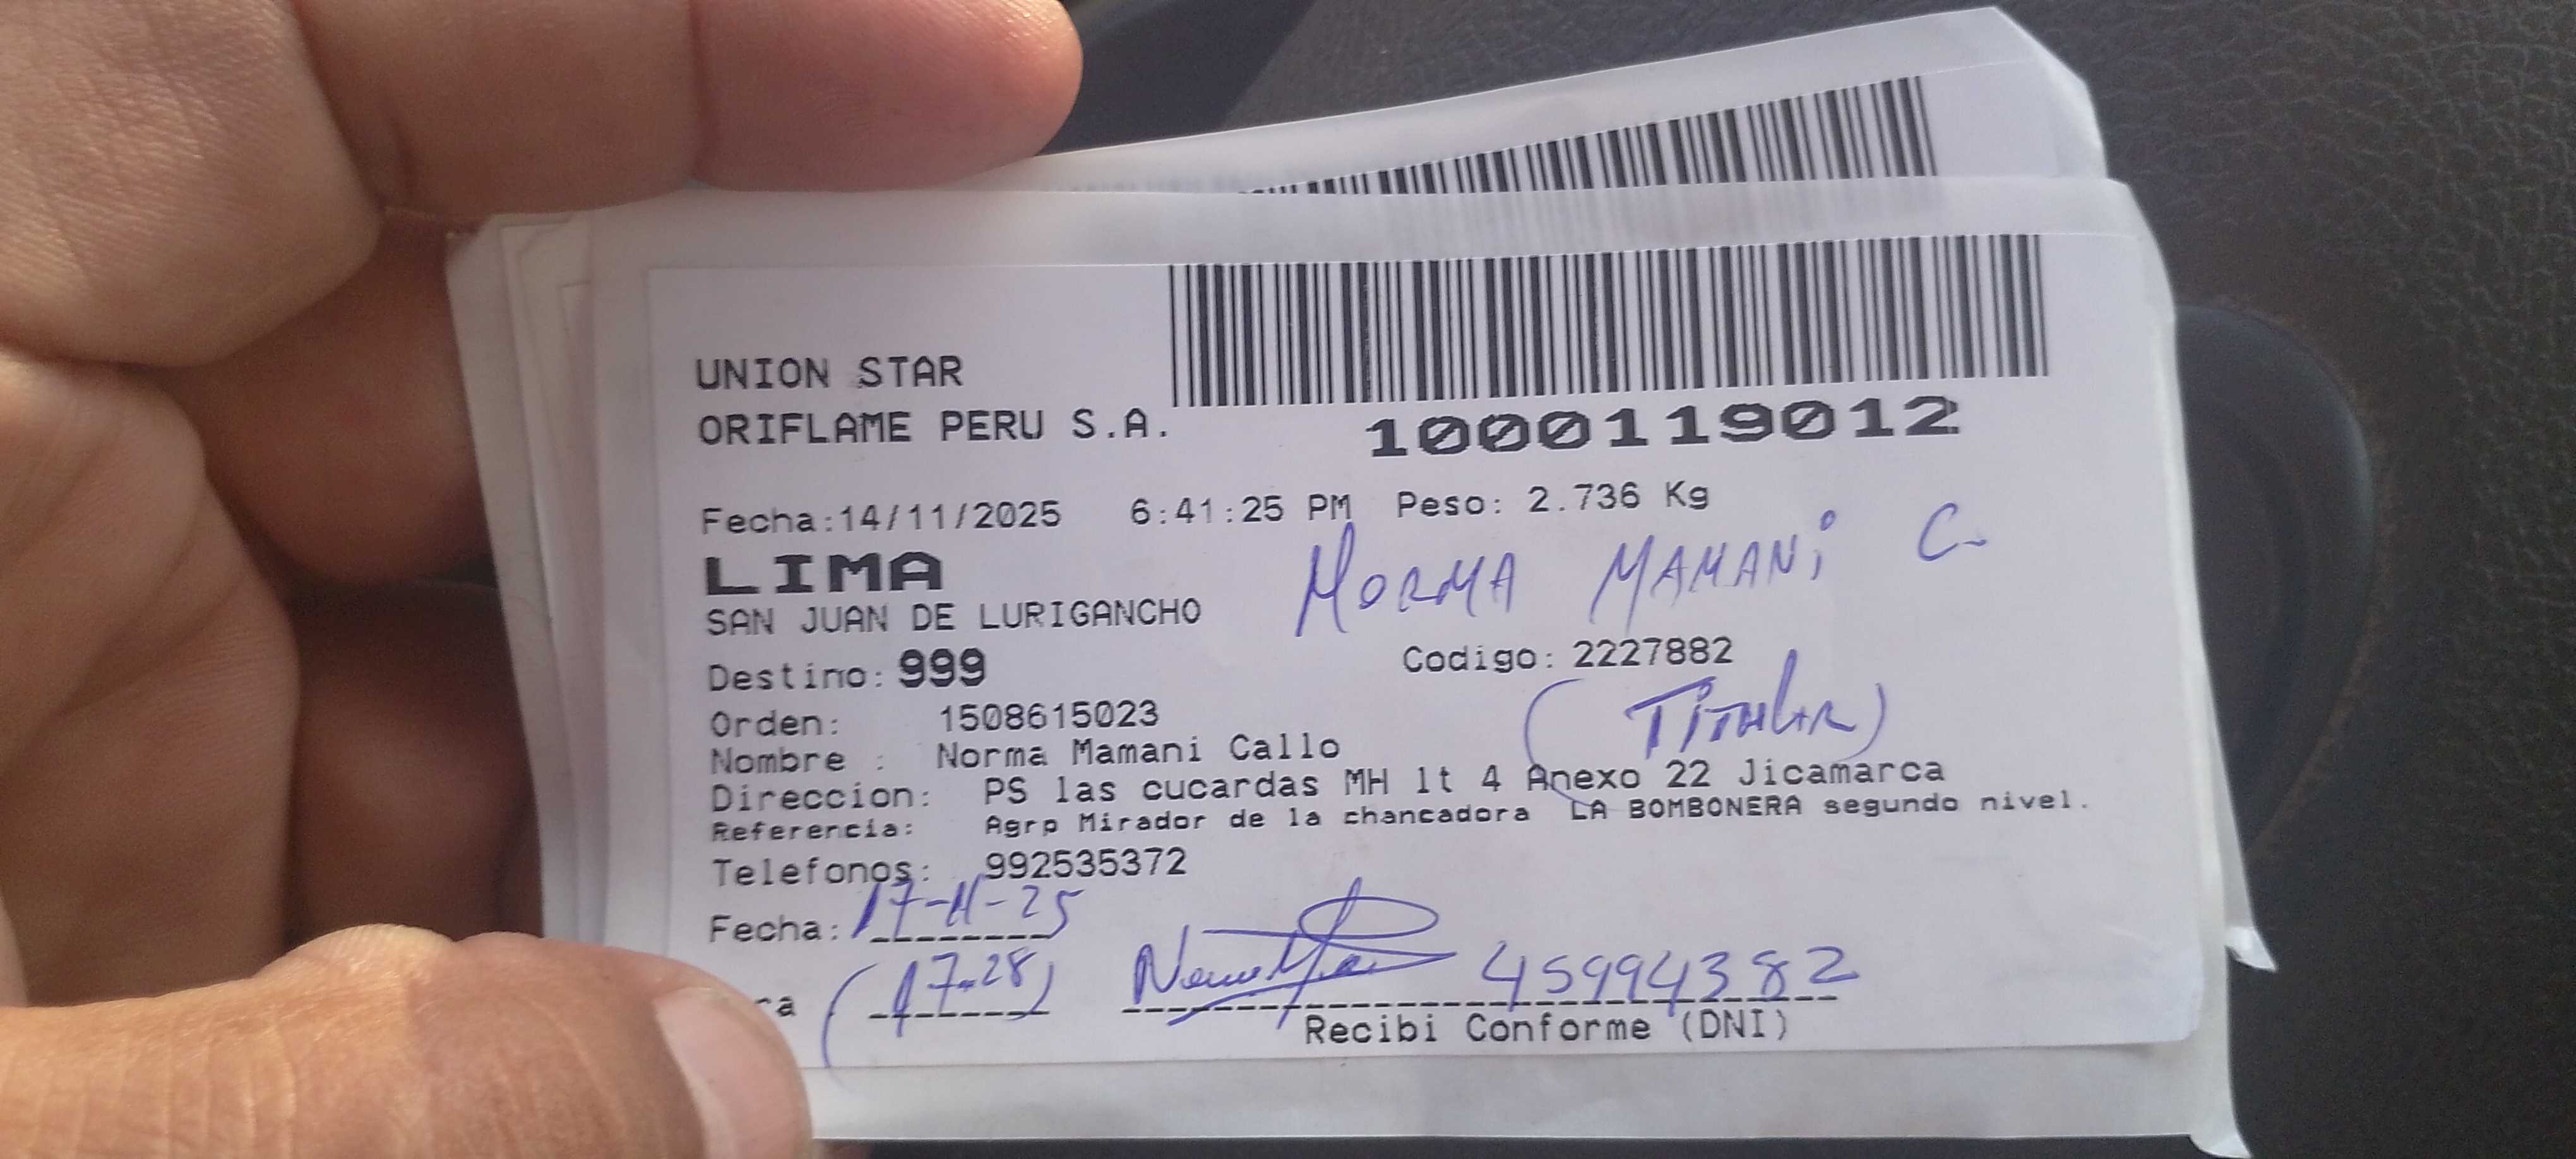 UNION STAR
ORIFLAME PERU S.A.
1000119012
Fecha:14/11/2025 6:41:25 PM Peso: 2.736 Kg
LIMA
NORMA MAMANi C.
SAN JUAN DE LURIGANCHO
Destino: 999 Codigo: 2227882
(TiTULAR)
Orden: 1508615023
Nombre : Norma Mamani Callo
Direccion: PS las cucardas MH lt 4 Anexo 22 Jicamarca
Referencia: Agrp Mirador de la chancadora LA BOMBONERA segundo nivel.
Telefonos: 992535372
Fecha: 17-11-25
ra (17-28) 45994382
Recibi Conforme (DNI)